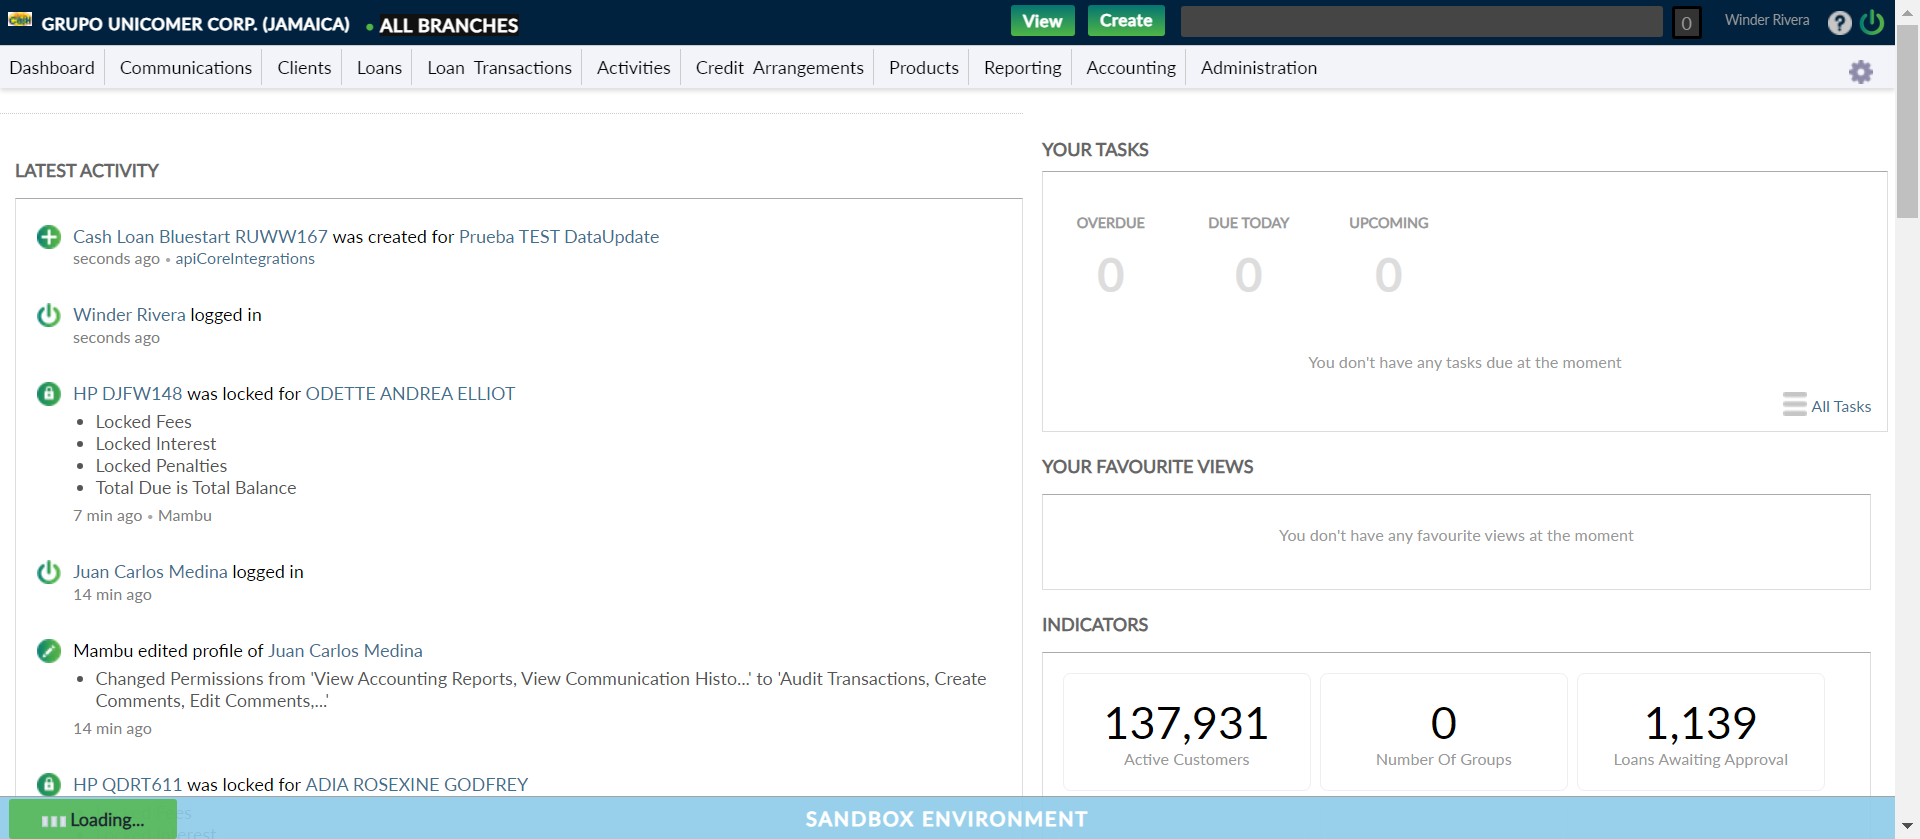 GRUPO UNICOMER CORP. (JAMAICA) • ALL BRANCHES View Create 0 Winder Rivera ?
Dashboard Communications Clients Loans Loan Transactions Activities Credit Arrangements Products Reporting Accounting Administration
LATEST ACTIVITY
Cash Loan Bluestart RUWW167 was created for Prueba TEST DataUpdate
seconds ago • apiCoreIntegrations
Winder Rivera logged in
seconds ago
HP DJFW148 was locked for ODETTE ANDREA ELLIOT
• Locked Fees
• Locked Interest
• Locked Penalties
• Total Due is Total Balance
7 min ago • Mambu
Juan Carlos Medina logged in
14 min ago
Mambu edited profile of Juan Carlos Medina
• Changed Permissions from 'View Accounting Reports, View Communication Histo...' to 'Audit Transactions, Create
Comments, Edit Comments,...'
14 min ago
HP QDRT611 was locked for ADIA ROSEXINE GODFREY
YOUR TASKS
OVERDUE DUE TODAY UPCOMING
0 0 0
You don't have any tasks due at the moment
All Tasks
YOUR FAVOURITE VIEWS
You don't have any favourite views at the moment
INDICATORS
137,931 0 1,139
Active Customers Number Of Groups Loans Awaiting Approval
Loading...
SANDBOX ENVIRONMENT